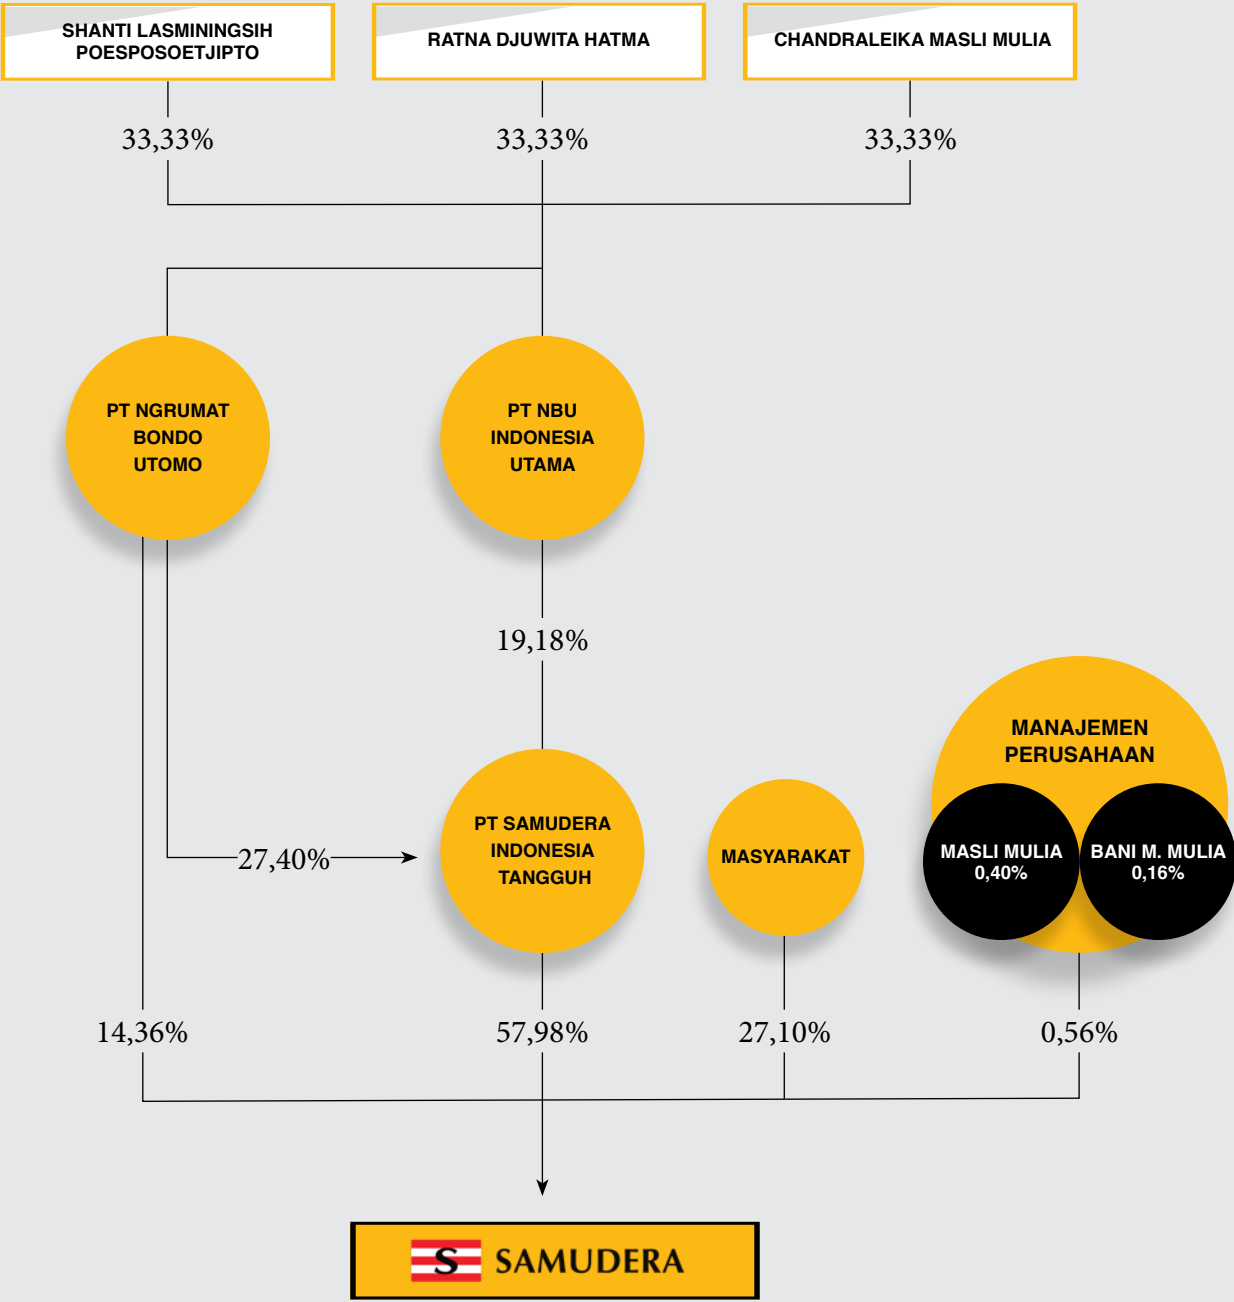 SHANTI LASMININGSIH
POESPOSOETJIPTO
RATNA DJUWITA HATMA
CHANDRALEIKA MASLI MULIA
33,33%
33,33%
33,33%
PT NGRUMAT
BONDO
UTOMO
PT NBU
INDONESIA
UTAMA
19,18%
27,40%
PT SAMUDERA
INDONESIA
TANGGUH
MASYARAKAT
MANAJEMEN
PERUSAHAAN
MASLI MULIA
0,40%
BANI M. MULIA
0,16%
14,36%
57,98%
27,10%
0,56%
S SAMUDERA